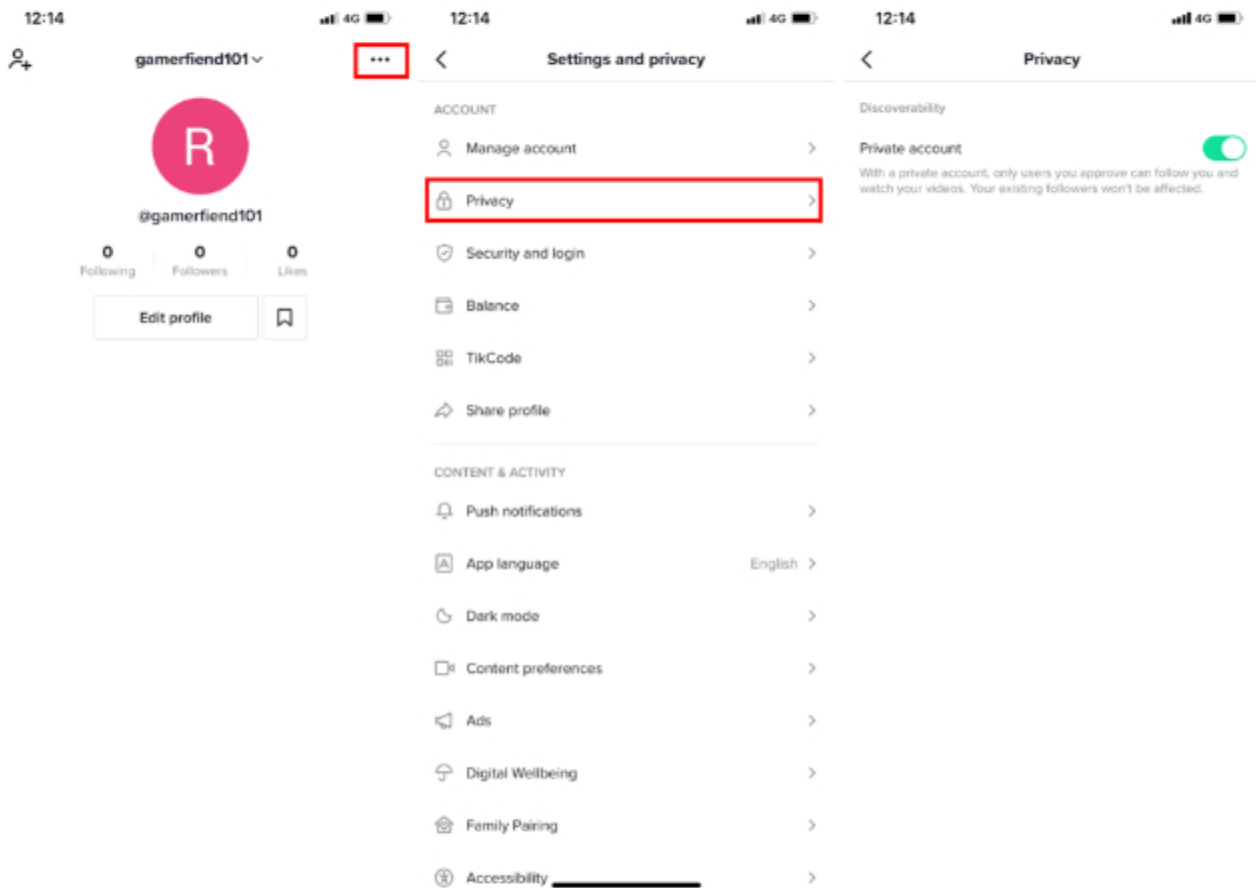 12:14
4G
gamerfiend101
R
@gamerfiend101
0 0 0
Following Followers Likes
Edit profile
12:14
4G
Settings and privacy
ACCOUNT
Manage account
Privacy
Security and login
Balance
TikCode
Share profile
CONTENT & ACTIVITY
Push notifications
App language English
Dark mode
Content preferences
Ads
Digital Wellbeing
Family Pairing
Accessibility
12:14
4G
Privacy
Discoverability
Private account
With a private account, only users you approve can follow you and
watch your videos. Your existing followers won't be affected.